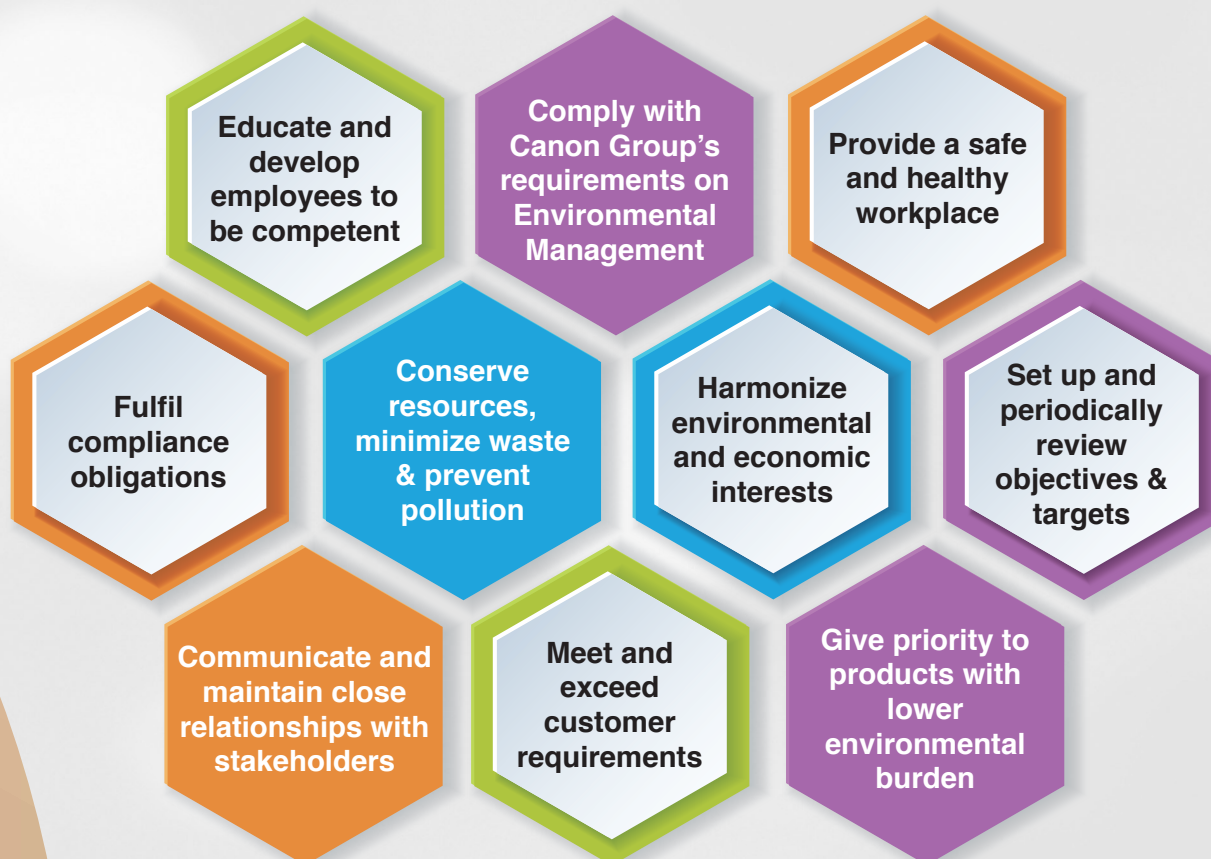 Educate and
develop
employees to
be competent
Comply with
Canon Group's
requirements on
Environmental
Management
Provide a safe
and healthy
workplace
Fulfil
compliance
obligations
Conserve
resources,
minimize waste
& prevent
pollution
Harmonize
environmental
and economic
interests
Set up and
periodically
review
objectives &
targets
Communicate and
maintain close
relationships with
stakeholders
Meet and
exceed
customer
requirements
Give priority to
products with
lower
environmental
burden